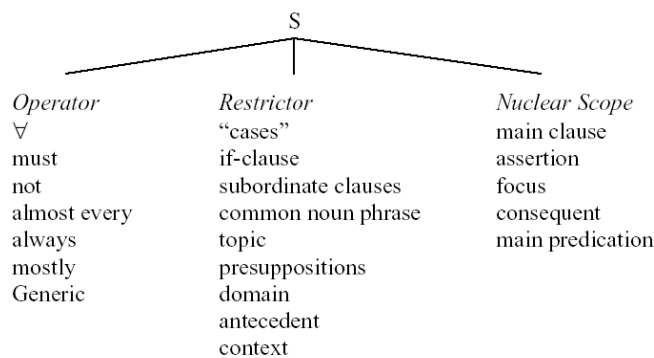 S
Operator Restrictor Nuclear Scope
∀ “cases” main clause
must if-clause assertion
not subordinate clauses focus
almost every common noun phrase consequent
always topic main predication
mostly presuppositions
Generic domain
antecedent
context